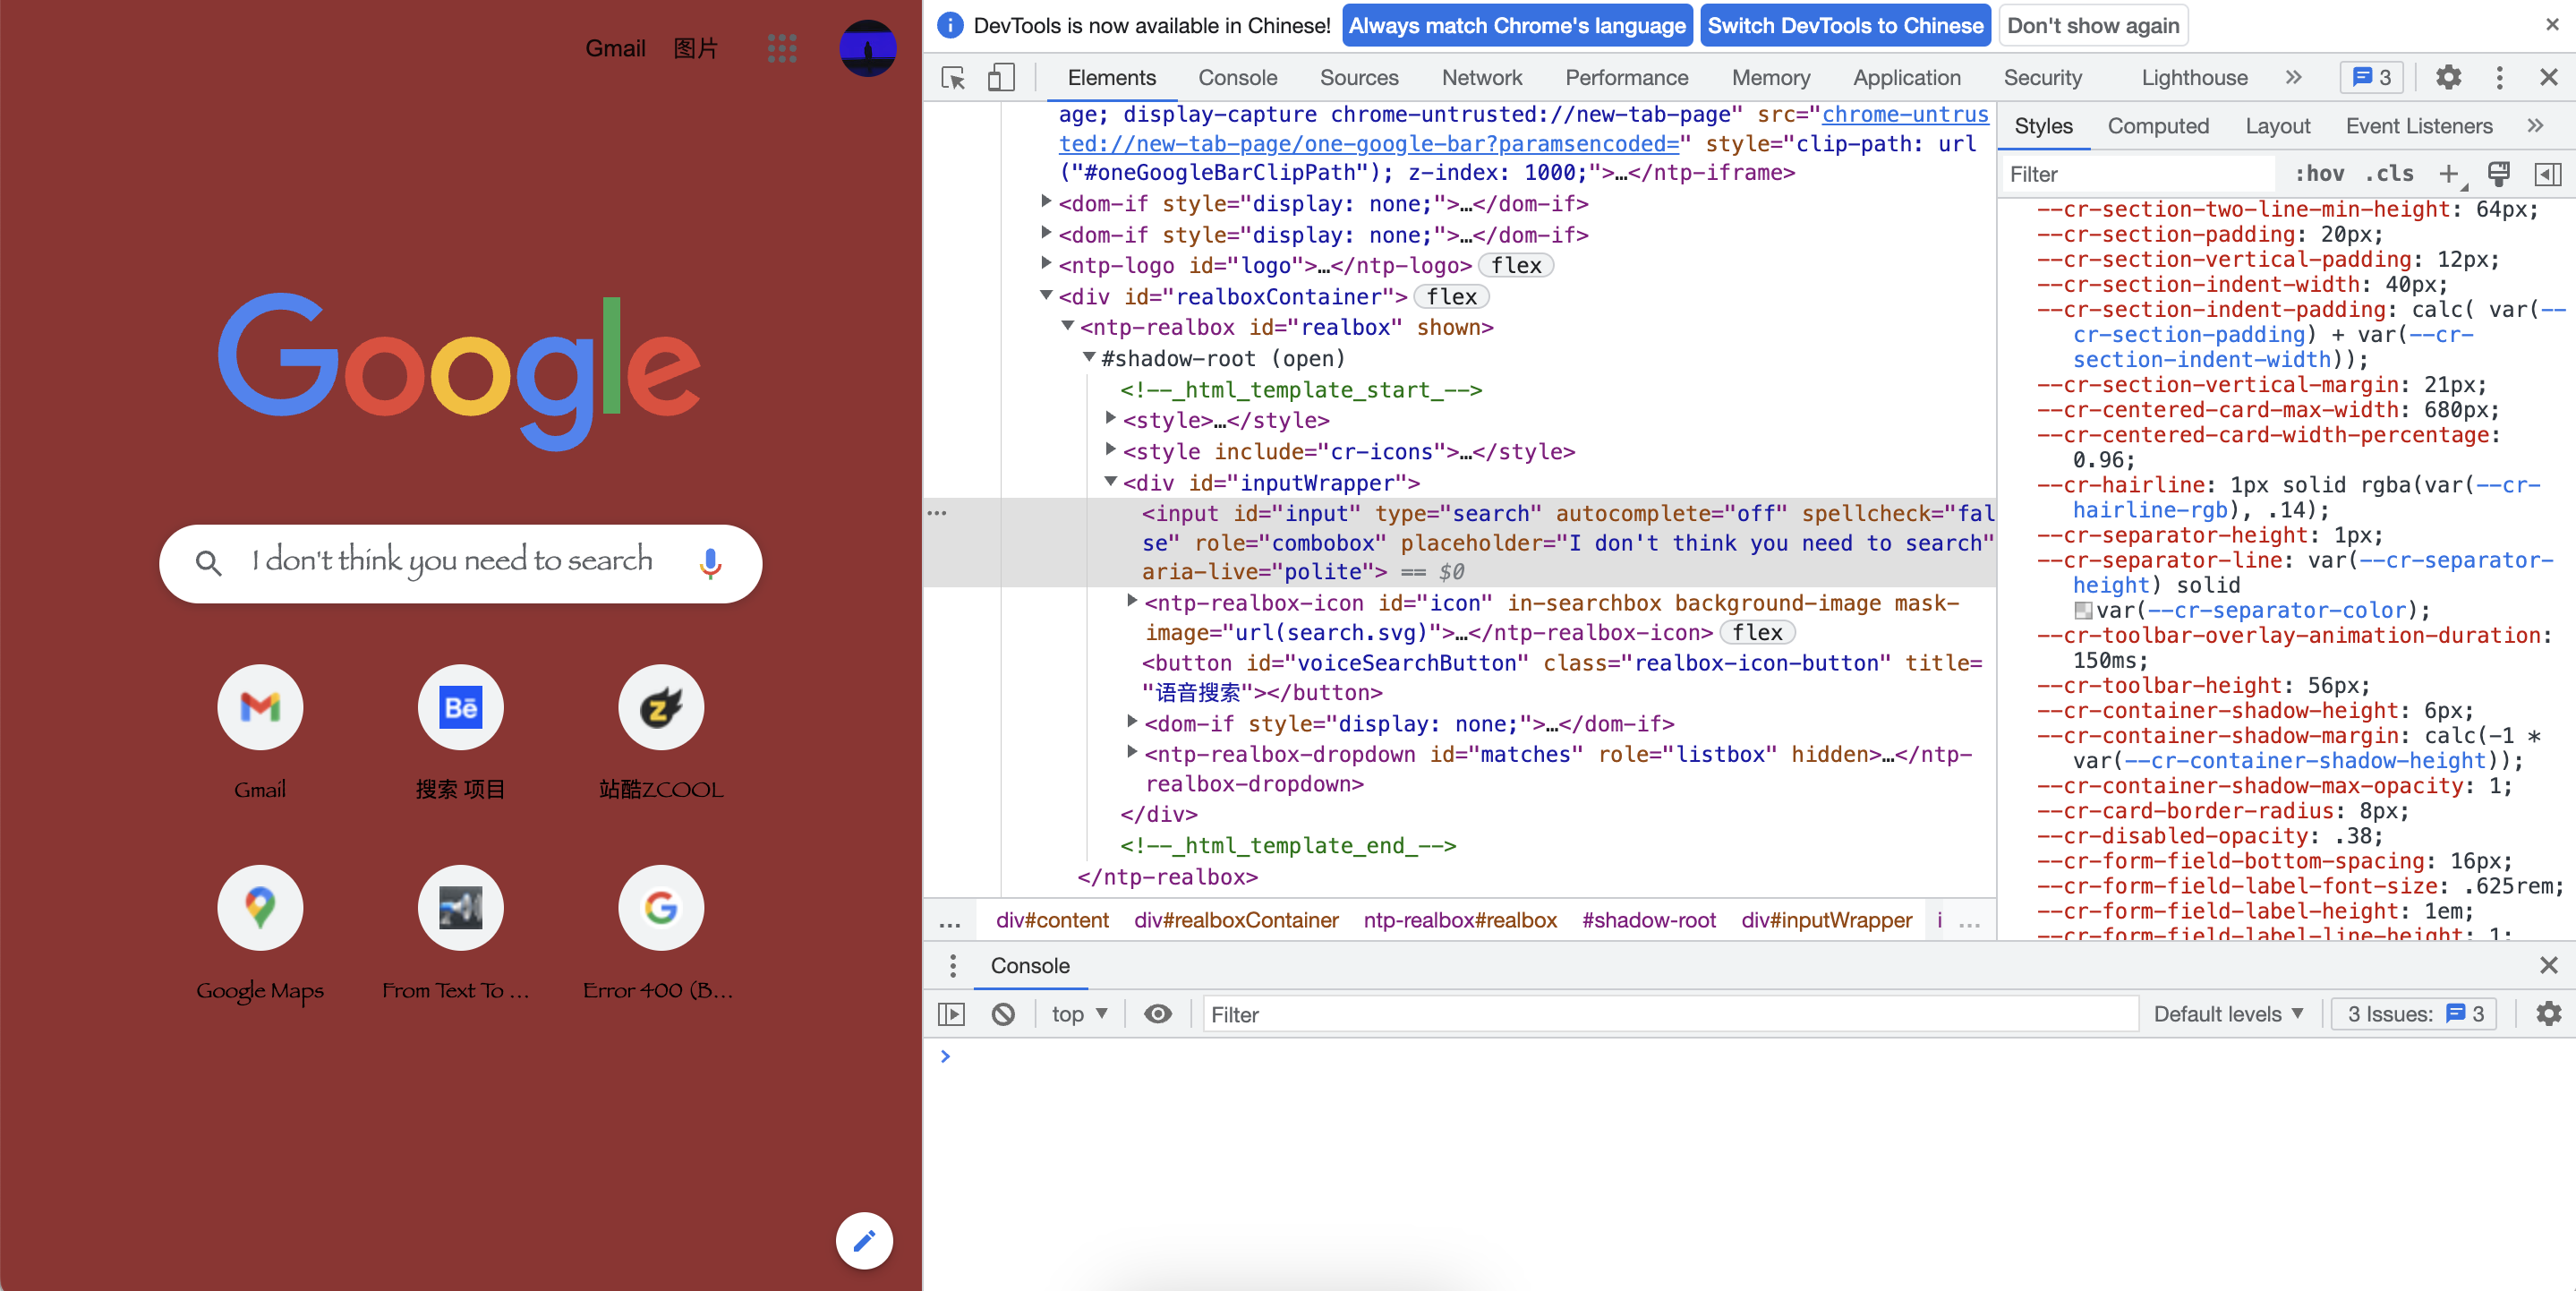 Gmail 图片
Google
I don't think you need to search
Gmail
搜索 项目
站酷ZCOOL
Google Maps
From Text To ...
Error 400 (B...
DevTools is now available in Chinese! Always match Chrome's language Switch DevTools to Chinese Don't show again
Elements Console Sources Network Performance Memory Application Security Lighthouse » 3
age; display-capture chrome-untrusted://new-tab-page" src="chrome-untrus
ted://new-tab-page/one-google-bar?paramsencoded=" style="clip-path: url
("#oneGoogleBarClipPath"); z-index: 1000;">…</ntp-iframe>
<dom-if style="display: none;">…</dom-if>
<dom-if style="display: none;">…</dom-if>
<ntp-logo id="logo">…</ntp-logo> flex
<div id="realboxContainer"> flex
<ntp-realbox id="realbox" shown>
#shadow-root (open)
<!--_html_template_start_-->
<style>…</style>
<style include="cr-icons">…</style>
<div id="inputWrapper">
<input id="input" type="search" autocomplete="off" spellcheck="fal
se" role="combobox" placeholder="I don't think you need to search"
aria-live="polite"> == $0
<ntp-realbox-icon id="icon" in-searchbox background-image mask-
image="url(search.svg)">…</ntp-realbox-icon> flex
<button id="voiceSearchButton" class="realbox-icon-button" title=
"语音搜索"></button>
<dom-if style="display: none;">…</dom-if>
<ntp-realbox-dropdown id="matches" role="listbox" hidden>…</ntp-
realbox-dropdown>
</div>
<!--_html_template_end_-->
</ntp-realbox>
... div#content div#realboxContainer ntp-realbox#realbox #shadow-root div#inputWrapper i ...
Styles Computed Layout Event Listeners »
Filter :hov .cls +
--cr-section-two-line-min-height: 64px;
--cr-section-padding: 20px;
--cr-section-vertical-padding: 12px;
--cr-section-indent-width: 40px;
--cr-section-indent-padding: calc( var(--
cr-section-padding) + var(--cr-
section-indent-width));
--cr-section-vertical-margin: 21px;
--cr-centered-card-max-width: 680px;
--cr-centered-card-width-percentage:
0.96;
--cr-hairline: 1px solid rgba(var(--cr-
hairline-rgb), .14);
--cr-separator-height: 1px;
--cr-separator-line: var(--cr-separator-
height) solid
var(--cr-separator-color);
--cr-toolbar-overlay-animation-duration:
150ms;
--cr-toolbar-height: 56px;
--cr-container-shadow-height: 6px;
--cr-container-shadow-margin: calc(-1 *
var(--cr-container-shadow-height));
--cr-container-shadow-max-opacity: 1;
--cr-card-border-radius: 8px;
--cr-disabled-opacity: .38;
--cr-form-field-bottom-spacing: 16px;
--cr-form-field-label-font-size: .625rem;
--cr-form-field-label-height: 1em;
--cr-form-field-label-line-height: 1;
Console
top Filter Default levels 3 Issues: 3